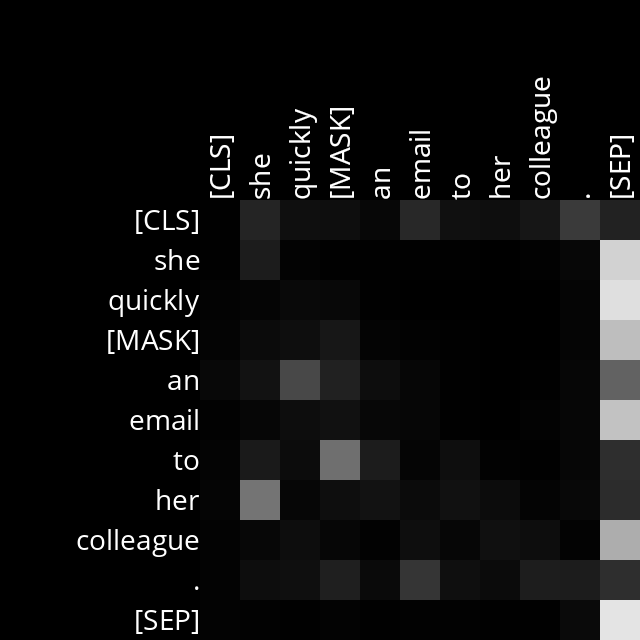 [CLS]
she
quickly
[MASK]
an
email
to
her
colleague
.
[SEP]
[CLS]
she
quickly
[MASK]
an
email
to
her
colleague
.
[SEP]